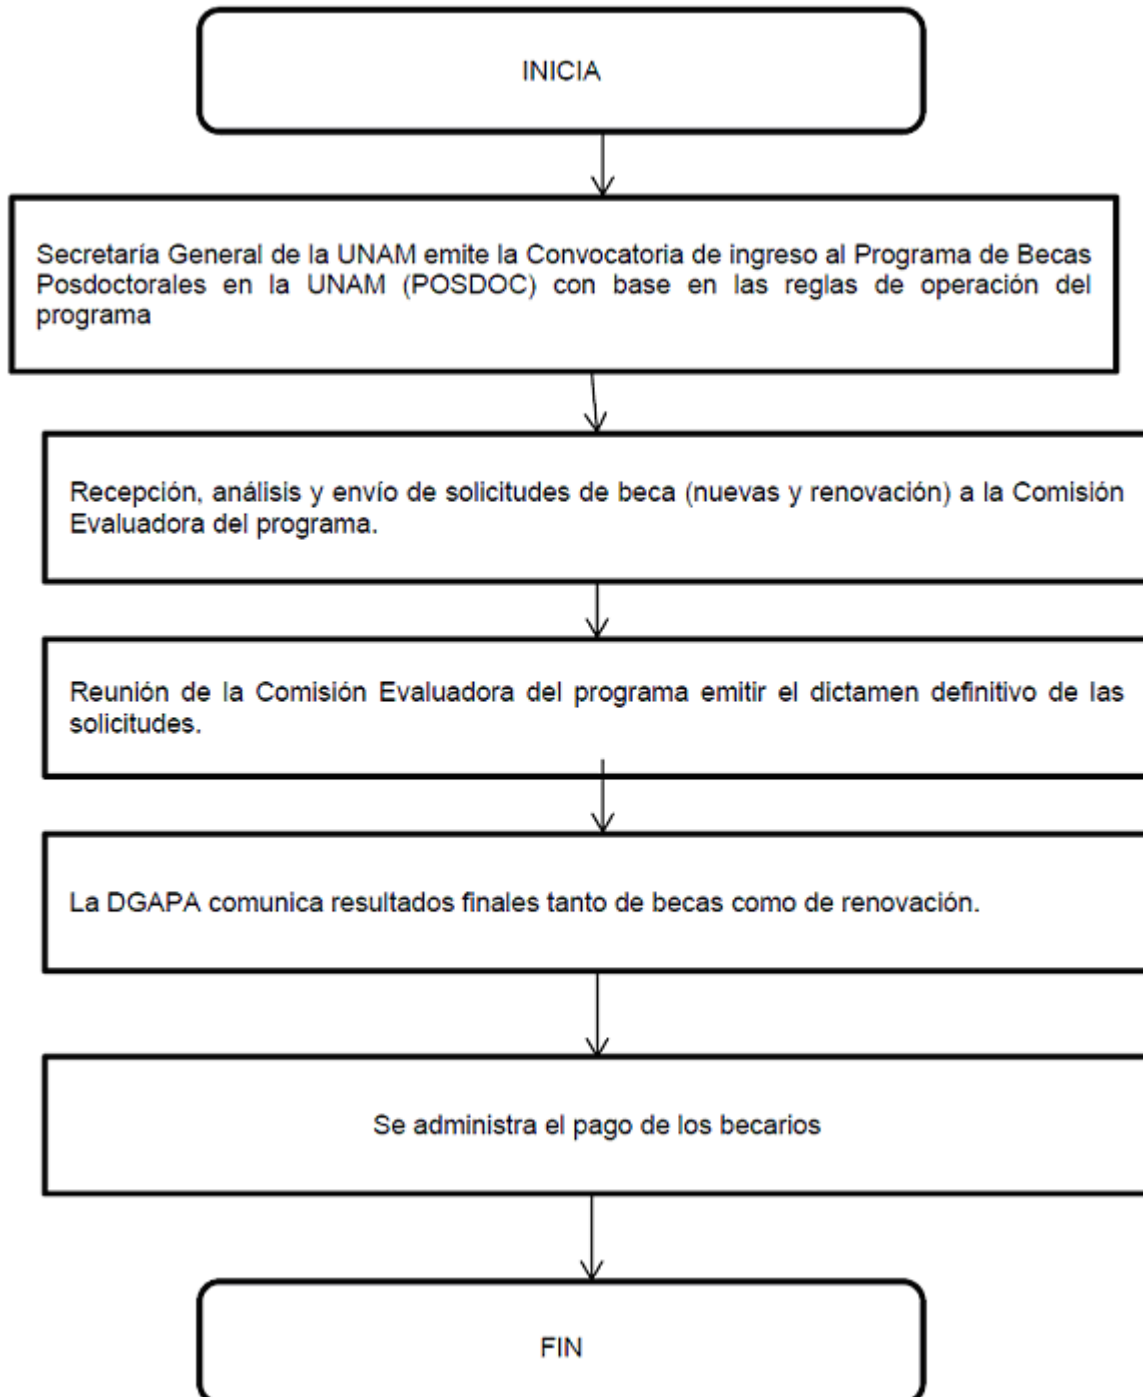 INICIA
Secretaría General de la UNAM emite la Convocatoria de ingreso al Programa de Becas
Posdoctorales en la UNAM (POSDOC) con base en las reglas de operación del
programa
Recepción, análisis y envío de solicitudes de beca (nuevas y renovación) a la Comisión
Evaluadora del programa.
Reunión de la Comisión Evaluadora del programa emitir el dictamen definitivo de las
solicitudes.
La DGAPA comunica resultados finales tanto de becas como de renovación.
Se administra el pago de los becarios
FIN